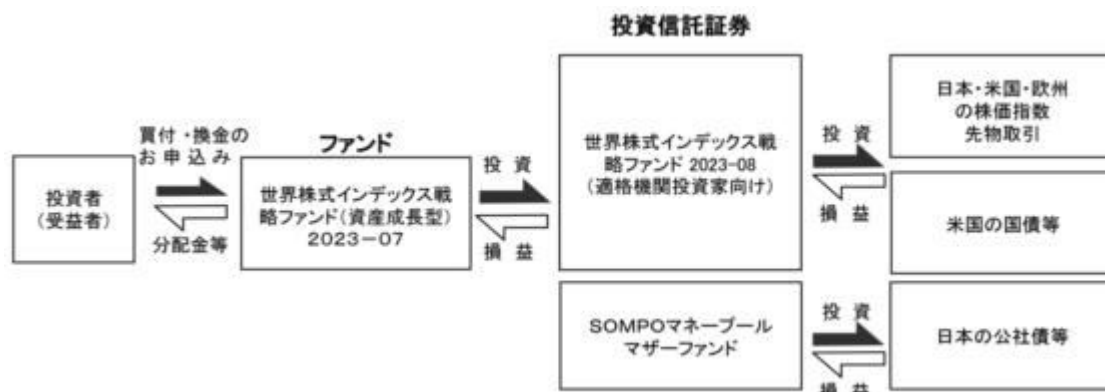 投資信託証券
買付・換金の
お申込み
ファンド
投資者
(受益者)
分配金等
世界株式インデックス戦
略ファンド(資産成長型)
2023-07
投資
損益
世界株式インデックス戦
略ファンド 2023-08
(適格機関投資家向け)
SOMPOマネープール
マザーファンド
投資
損益
投資
損益
日本・米国・欧州
の株価指数
先物取引
米国の国債等
日本の公社債等